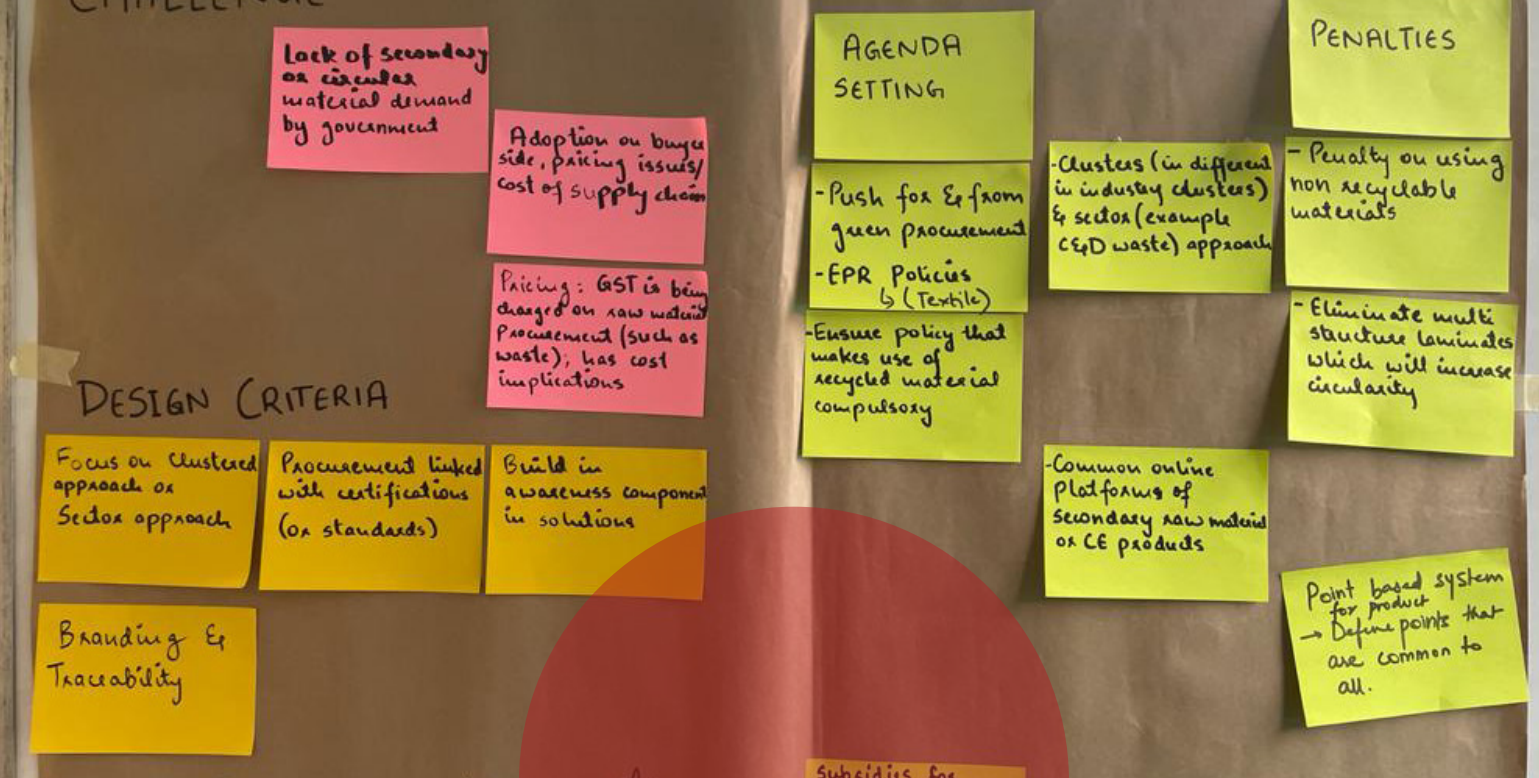 CHALLENGE
Lack of secondary
or circular
material demand
by government
Adoption on buyer
side, pricing issues/
cost of supply chain
Pricing: GST is being
charged on raw material
Procurement (such as
waste); has cost
implications
DESIGN CRITERIA
Focus on Clustered
approach or
Sector approach
Procurement linked
with certifications
(or standards)
Build in
awareness component
in solutions
Branding &
Traceability
AGENDA
SETTING
-Push for & from
green procurement
-EPR Policies
↳ (Textile)
-Ensure policy that
makes use of
recycled material
compulsory
-Clusters (in different
in industry clusters)
& sector (example
C&D waste) approach
-Common online
platforms of
secondary raw material
or CE products
PENALTIES
- Penalty on using
non recyclable
materials
- Eliminate multi
structure laminates
which will increase
circularity
Point based system
for product
→ Define points that
are common to
all.
subsidies for